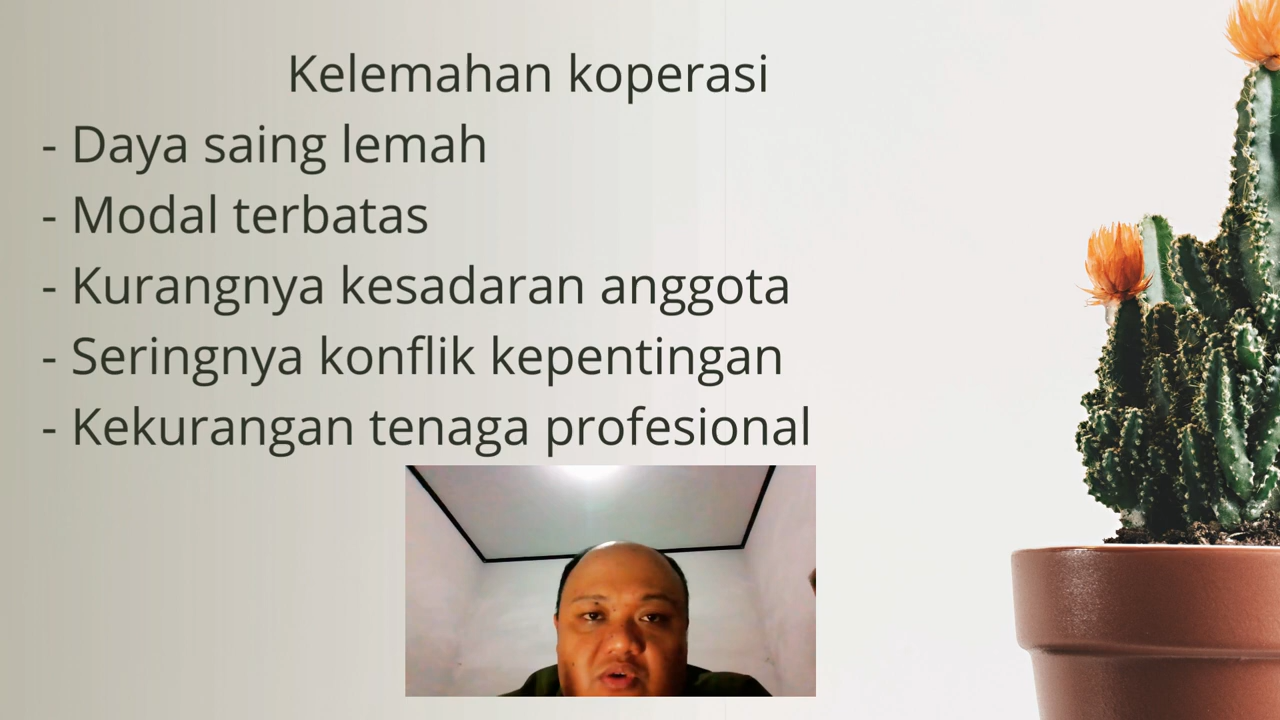 Kelemahan koperasi
- Daya saing lemah
- Modal terbatas
- Kurangnya kesadaran anggota
- Seringnya konflik kepentingan
- Kekurangan tenaga profesional